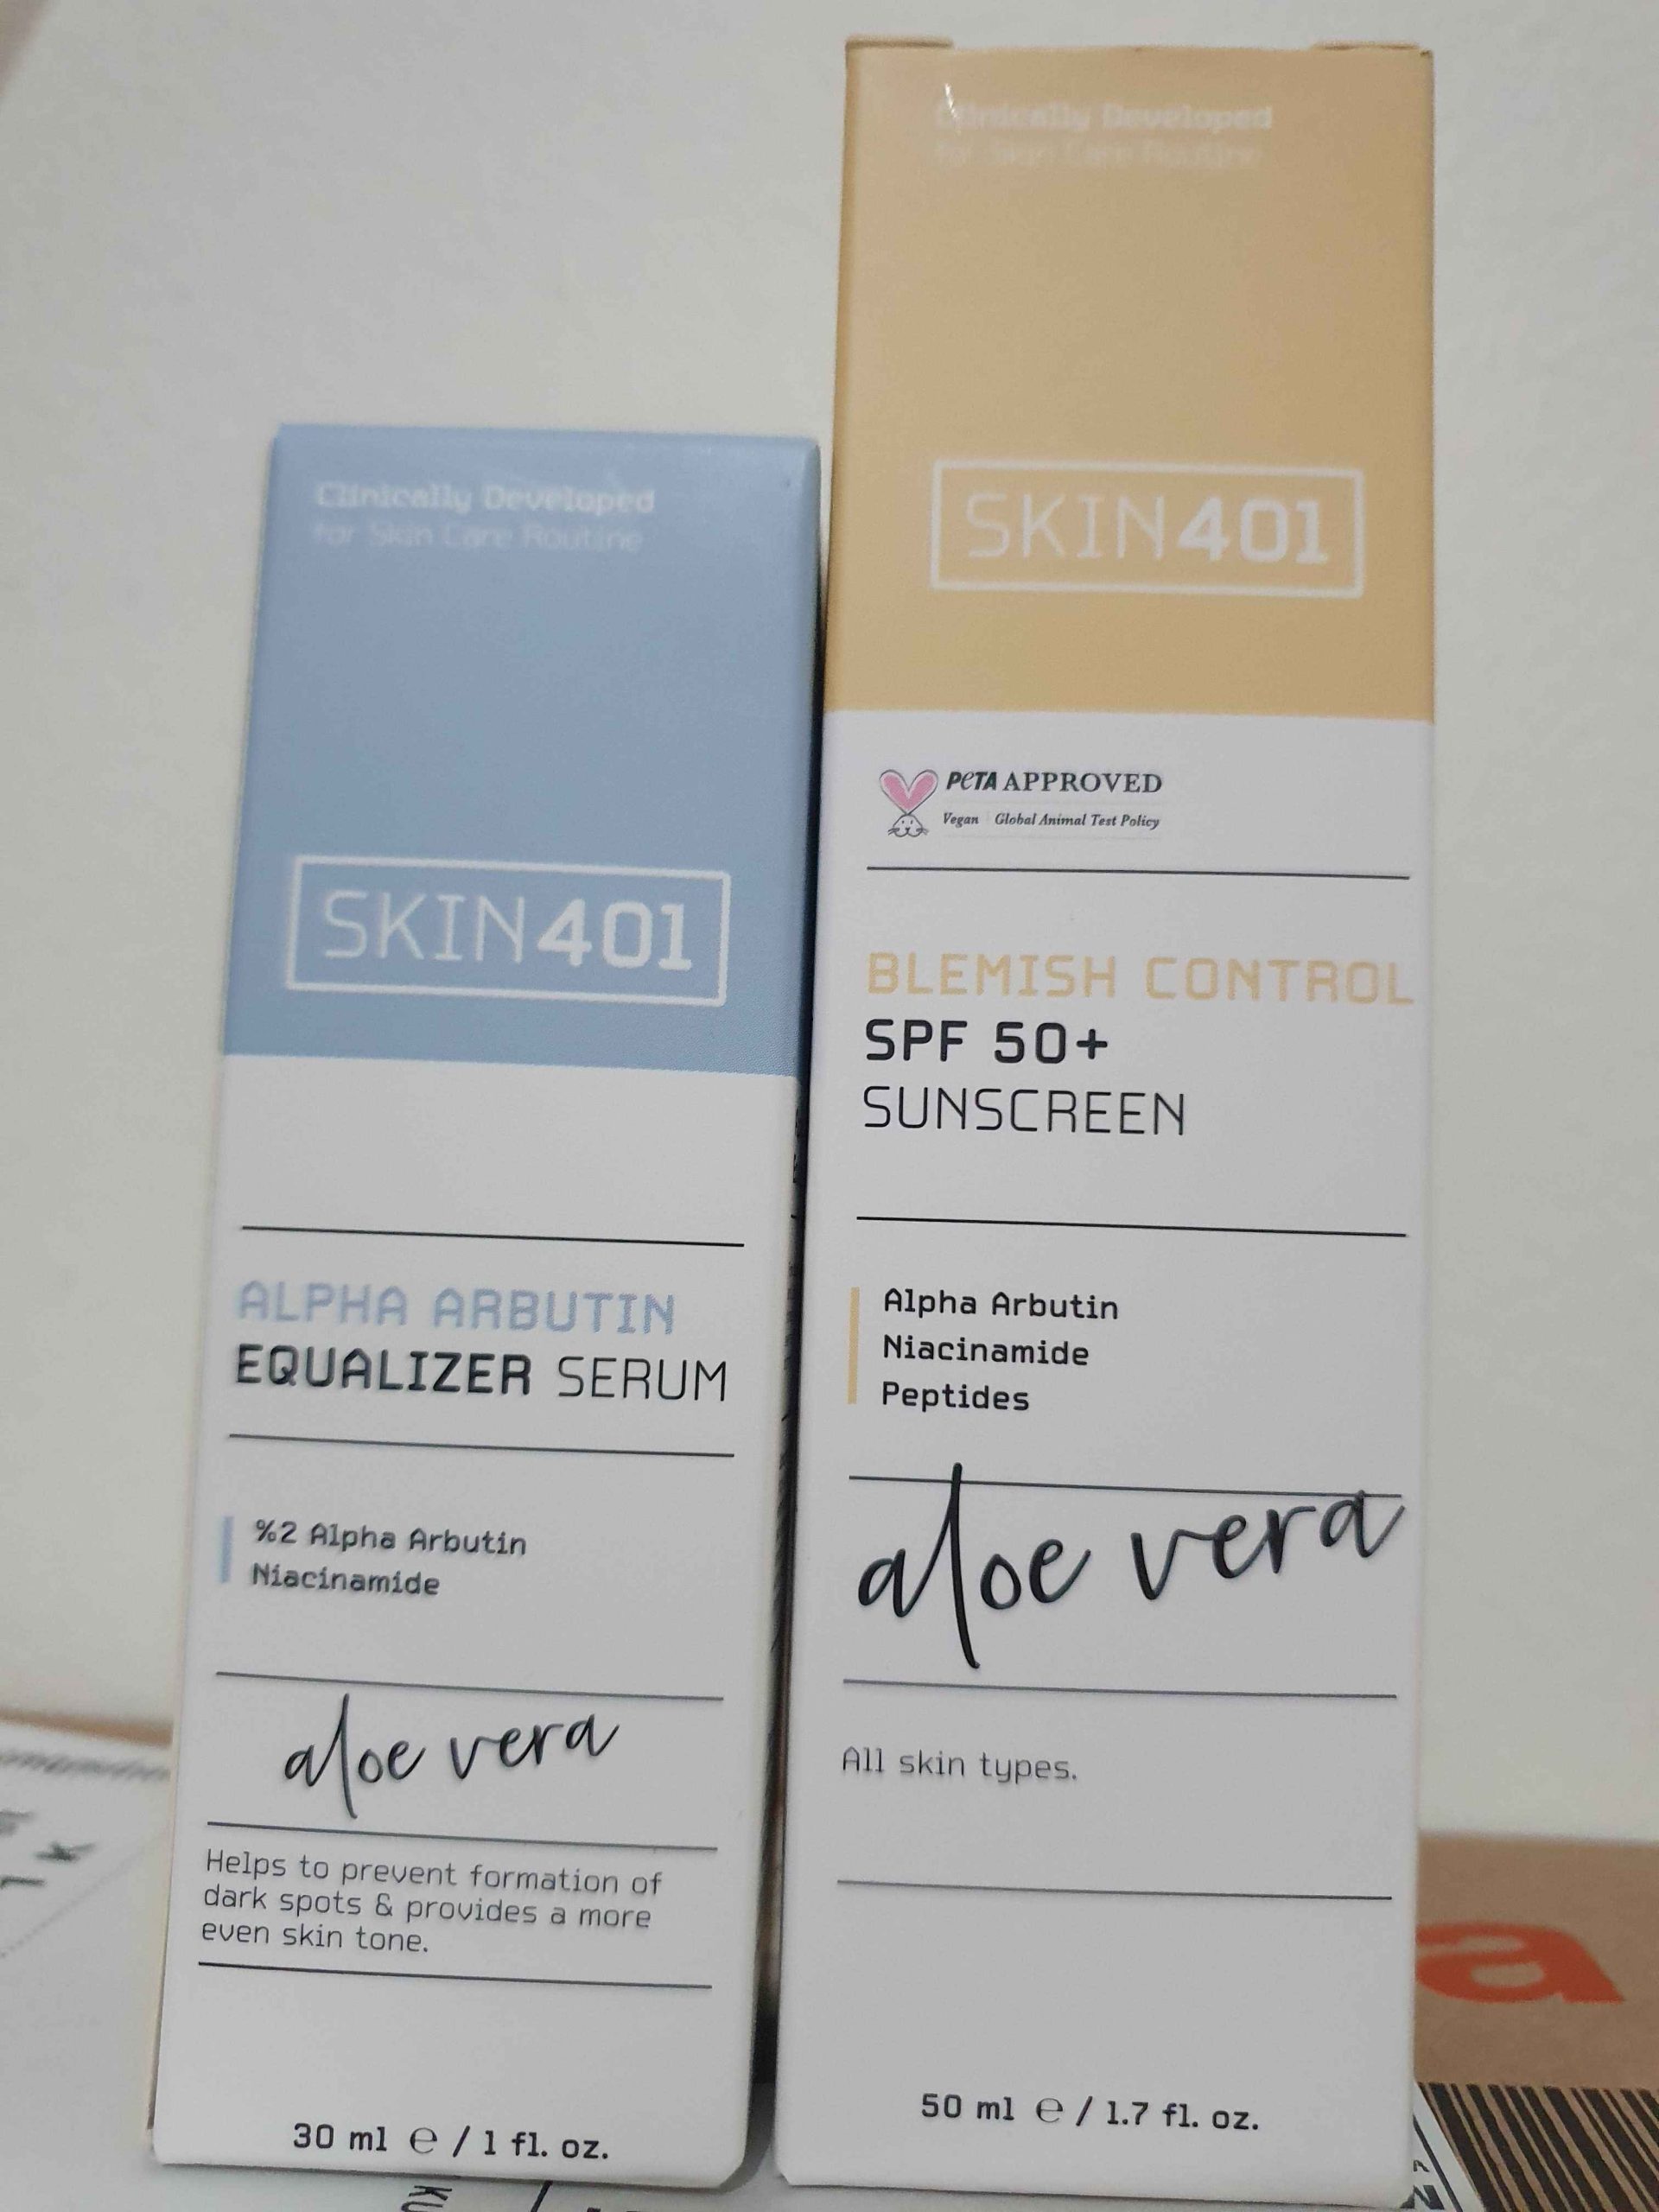 Clinically Developed
for Skin Care Routine
SKIN401
ALPHA ARBUTIN
EQUALIZER SERUM
%2 Alpha Arbutin
Niacinamide
aloe vera
Helps to prevent formation of
dark spots & provides a more
even skin tone.
30 ml ℮ / 1 fl. oz.
Clinically Developed
for Skin Care Routine
SKIN401
PETA APPROVED
Vegan Global Animal Test Policy
BLEMISH CONTROL
SPF 50+
SUNSCREEN
Alpha Arbutin
Niacinamide
Peptides
aloe vera
All skin types.
50 ml ℮ / 1.7 fl. oz.
a